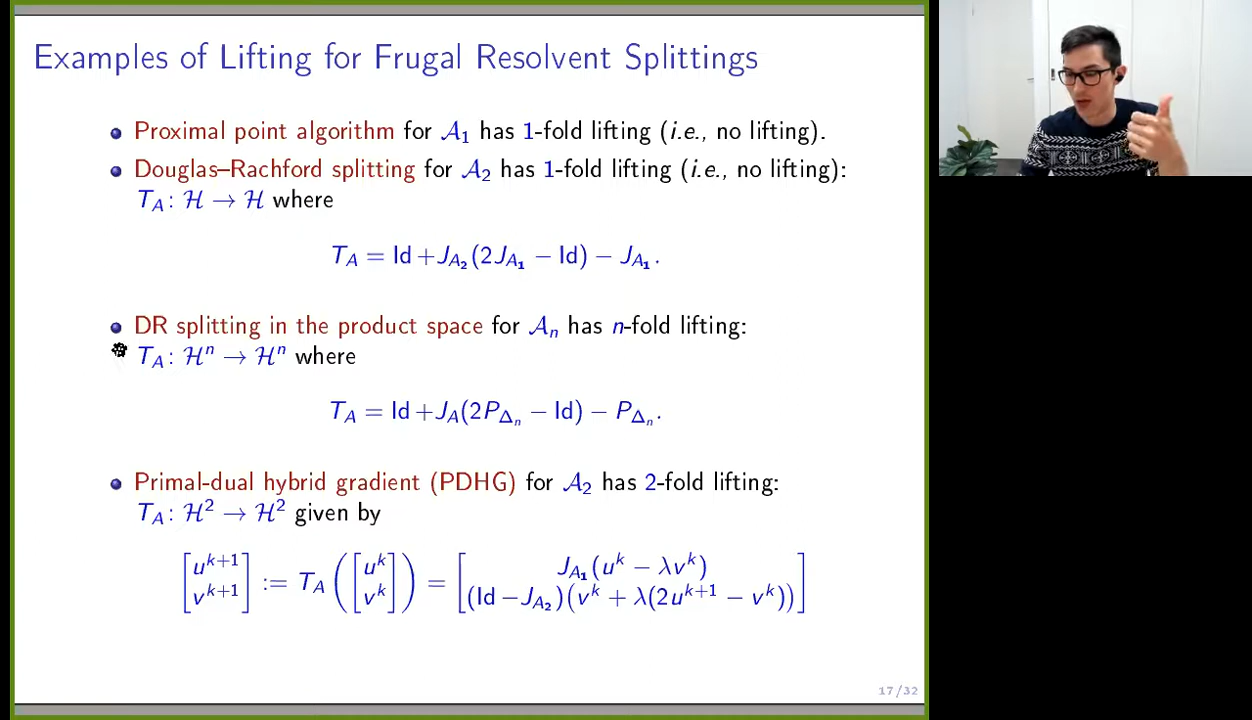 Examples of Lifting for Frugal Resolvent Splittings
Proximal point algorithm for 𝒜₁ has 1-fold lifting (i.e., no lifting).
Douglas–Rachford splitting for 𝒜₂ has 1-fold lifting (i.e., no lifting):
T_A : ℋ → ℋ where
T_A = Id + J_{A₂}(2J_{A₁} − Id) − J_{A₁}.
DR splitting in the product space for 𝒜ₙ has n-fold lifting:
T_A : ℋⁿ → ℋⁿ where
T_A = Id + J_A(2P_{Δₙ} − Id) − P_{Δₙ}.
Primal-dual hybrid gradient (PDHG) for 𝒜₂ has 2-fold lifting:
T_A : ℋ² → ℋ² given by
[u^{k+1} v^{k+1}] := T_A([u^k v^k]) = [J_{A₁}(u^k − λv^k) (Id − J_{A₂})(v^k + λ(2u^{k+1} − v^k))]
17/32